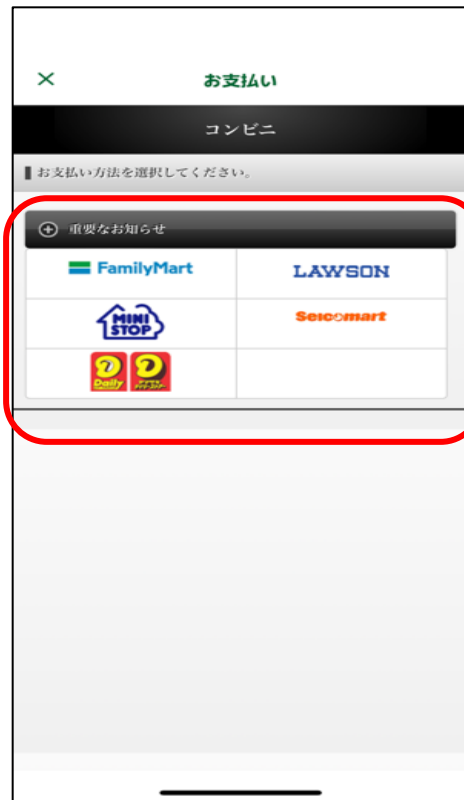 ×
お支払い
コンビニ
お支払い方法を選択してください。
重要なお知らせ
FamilyMart
LAWSON
MINI STOP
Seicomart
Daily